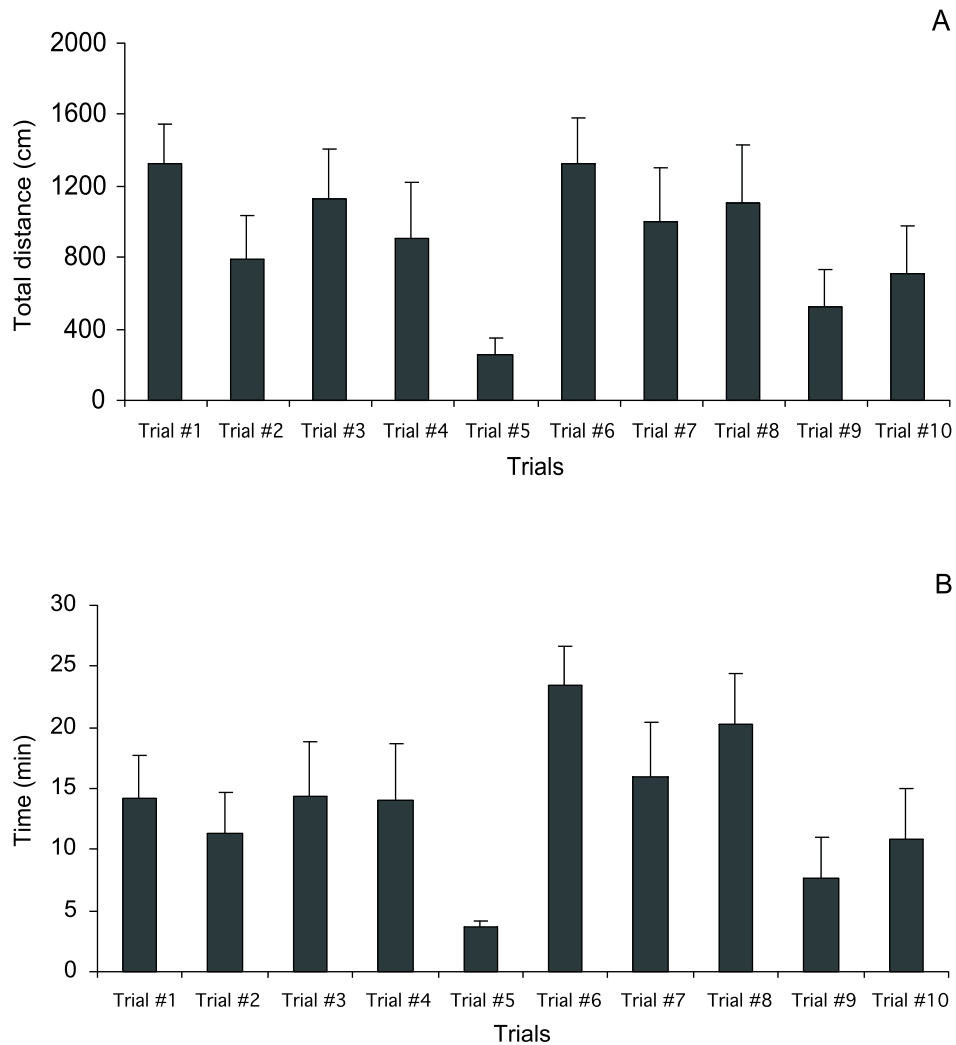 A
2000
1600
1200
800
400
0
Total distance (cm)
Trial #1 Trial #2 Trial #3 Trial #4 Trial #5 Trial #6 Trial #7 Trial #8 Trial #9 Trial #10
Trials
B
30
25
20
15
10
5
0
Time (min)
Trial #1 Trial #2 Trial #3 Trial #4 Trial #5 Trial #6 Trial #7 Trial #8 Trial #9 Trial #10
Trials